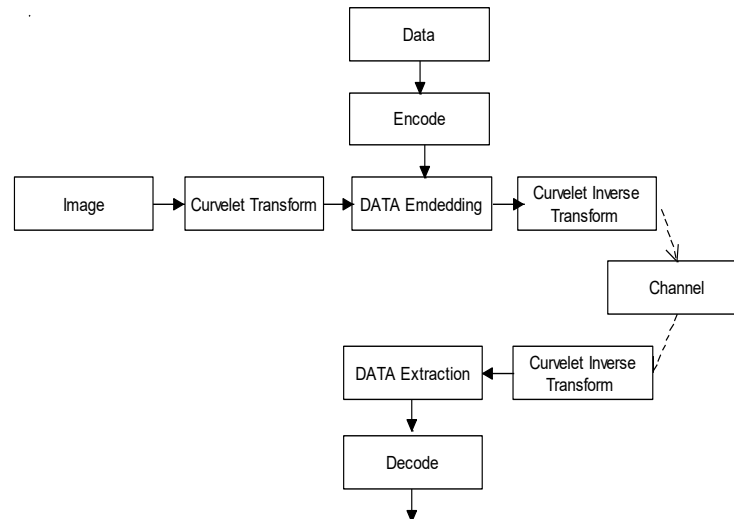 Data
Encode
Image
Curvelet Transform
DATA Emdedding
Curvelet Inverse
Transform
Channel
DATA Extraction
Curvelet Inverse
Transform
Decode